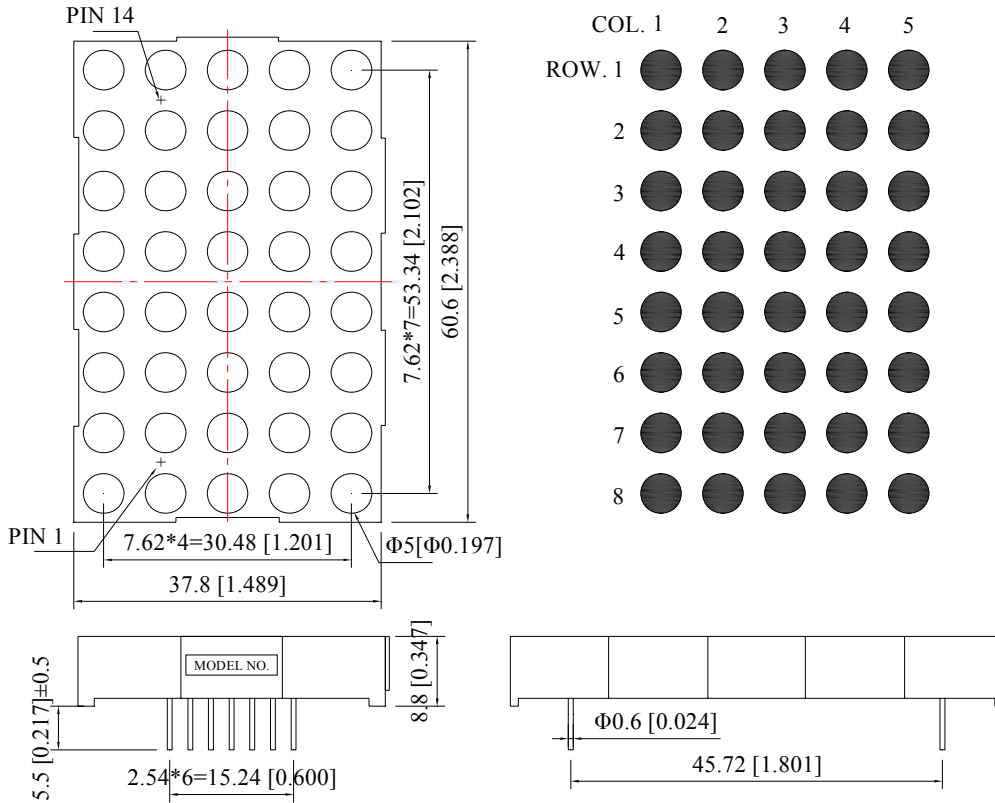 PIN 14
COL. 1 2 3 4 5
ROW. 1
2
3
4
5
6
7
8
7.62*7=53.34 [2.102]
60.6 [2.388]
PIN 1
7.62*4=30.48 [1.201]
Φ5[Φ0.197]
37.8 [1.489]
MODEL NO.
8.8 [0.347]
5.5 [0.217]±0.5
2.54*6=15.24 [0.600]
Φ0.6 [0.024]
45.72 [1.801]